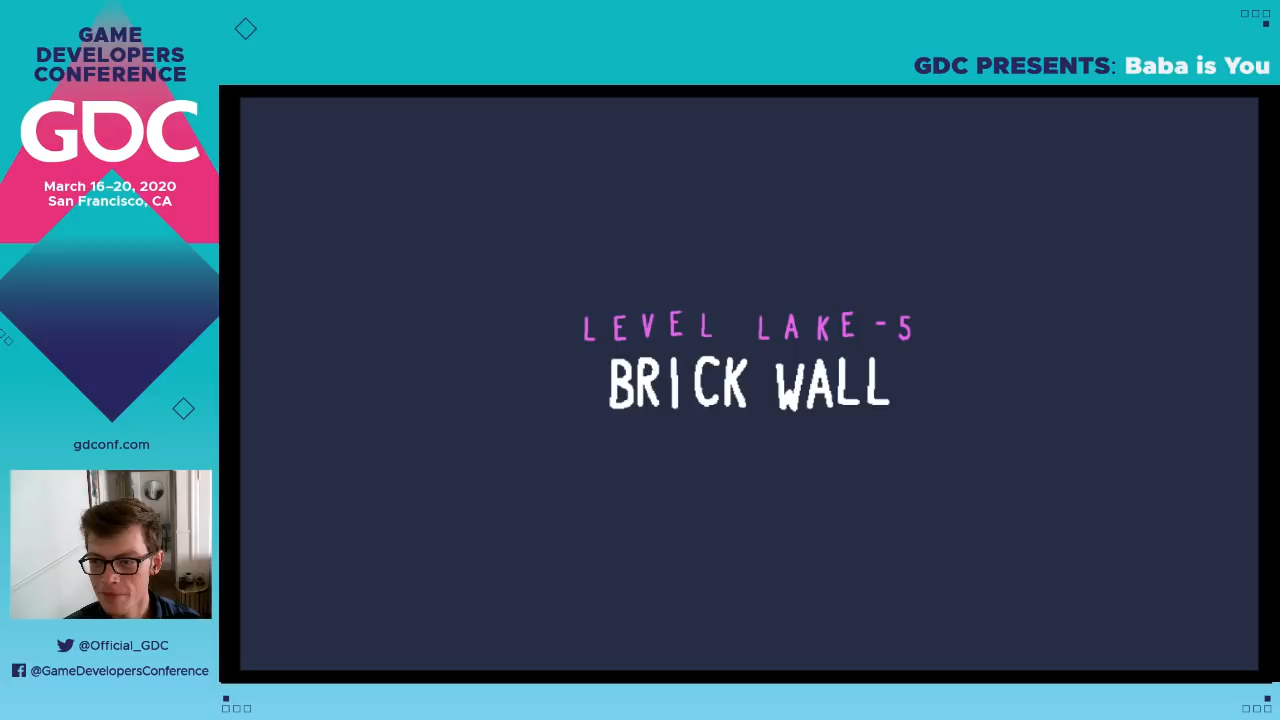 GAME
DEVELOPERS
CONFERENCE
GDC
March 16–20, 2020
San Francisco, CA
gdconf.com
@Official_GDC
@GameDevelopersConference
GDC PRESENTS: Baba is You
LEVEL LAKE-5
BRICK WALL